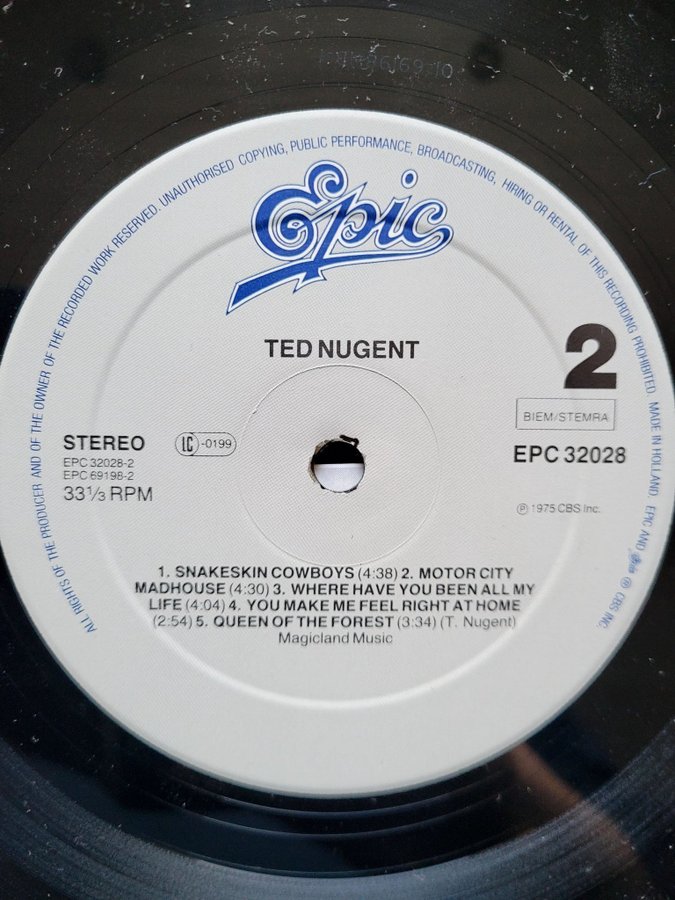 ALL RIGHTS OF THE PRODUCER AND OF THE OWNER OF THE RECORDED WORK RESERVED. UNAUTHORISED COPYING, PUBLIC PERFORMANCE, BROADCASTING, HIRING OR RENTAL OF THIS RECORDING PROHIBITED. MADE IN HOLLAND. EPIC AND Epic ® CBS INC.
Epic
TED NUGENT
2
BIEM/STEMRA
STEREO
LC-0199
EPC 32028
EPC 32028-2
EPC 69198-2
33⅓ RPM
℗ 1975 CBS Inc.
1. SNAKESKIN COWBOYS (4:38) 2. MOTOR CITY
MADHOUSE (4:30) 3. WHERE HAVE YOU BEEN ALL MY
LIFE (4:04) 4. YOU MAKE ME FEEL RIGHT AT HOME
(2:54) 5. QUEEN OF THE FOREST (3:34) (T. Nugent)
Magicland Music